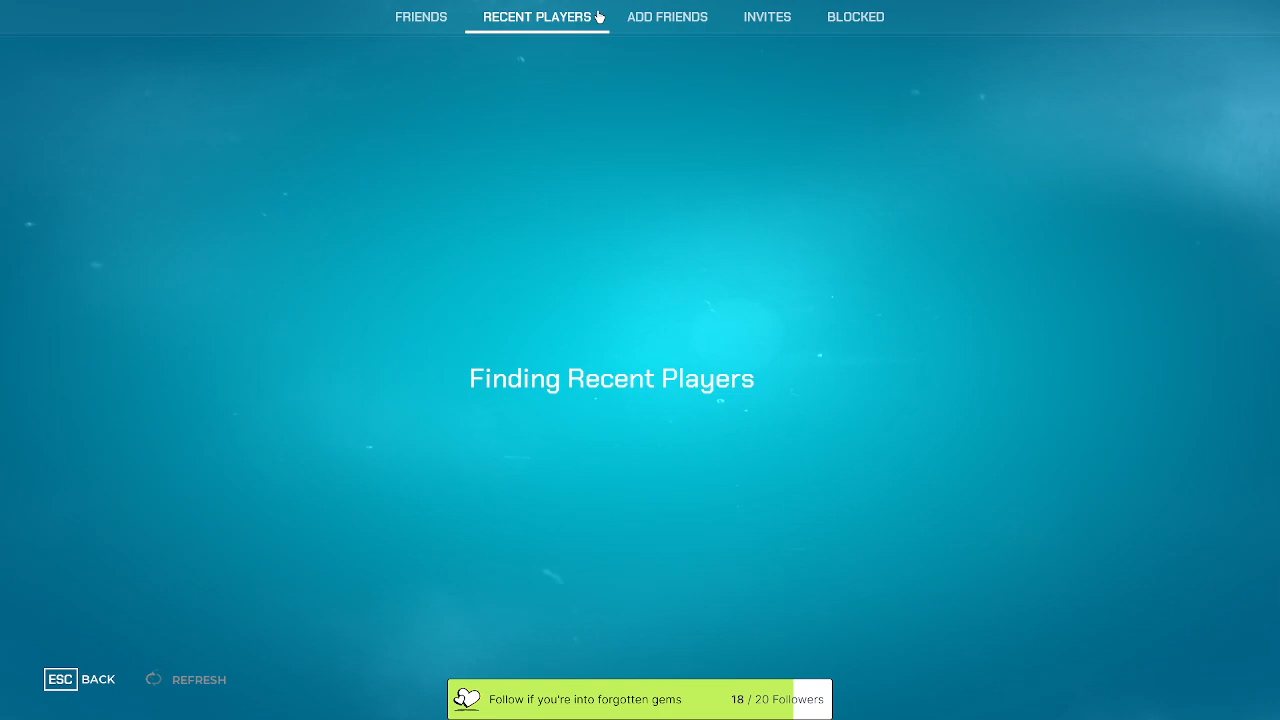 FRIENDS RECENT PLAYERS ADD FRIENDS INVITES BLOCKED
Finding Recent Players
ESC BACK REFRESH
Follow if you're into forgotten gems 18 / 20 Followers